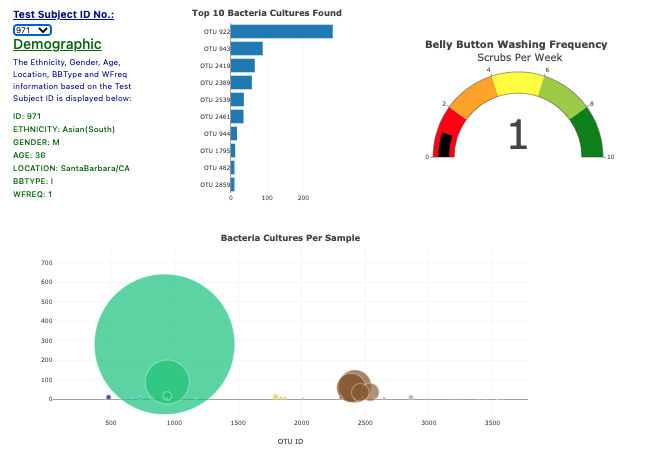 Test Subject ID No.:
971
Demographic
The Ethnicity, Gender, Age,
Location, BBType and WFreq
information based on the Test
Subject ID is displayed below:
ID: 971
ETHNICITY: Asian(South)
GENDER: M
AGE: 36
LOCATION: SantaBarbara/CA
BBTYPE: I
WFREQ: 1
Top 10 Bacteria Cultures Found
OTU 922
OTU 943
OTU 2419
OTU 2389
OTU 2539
OTU 2461
OTU 944
OTU 1795
OTU 482
OTU 2859
0 100 200
Belly Button Washing Frequency
Scrubs Per Week
0 2 4 6 8 10
1
Bacteria Cultures Per Sample
700
600
500
400
300
200
100
0
500 1000 1500 2000 2500 3000 3500
OTU ID